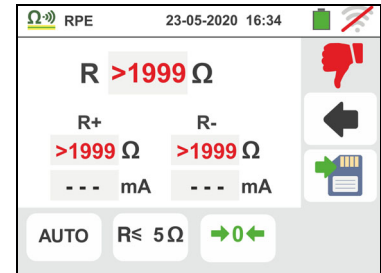 Ω RPE 23-05-2020 16:34
R >1999 Ω
R+ R-
>1999 Ω >1999 Ω
- - - mA - - - mA
AUTO R≤ 5Ω →0←